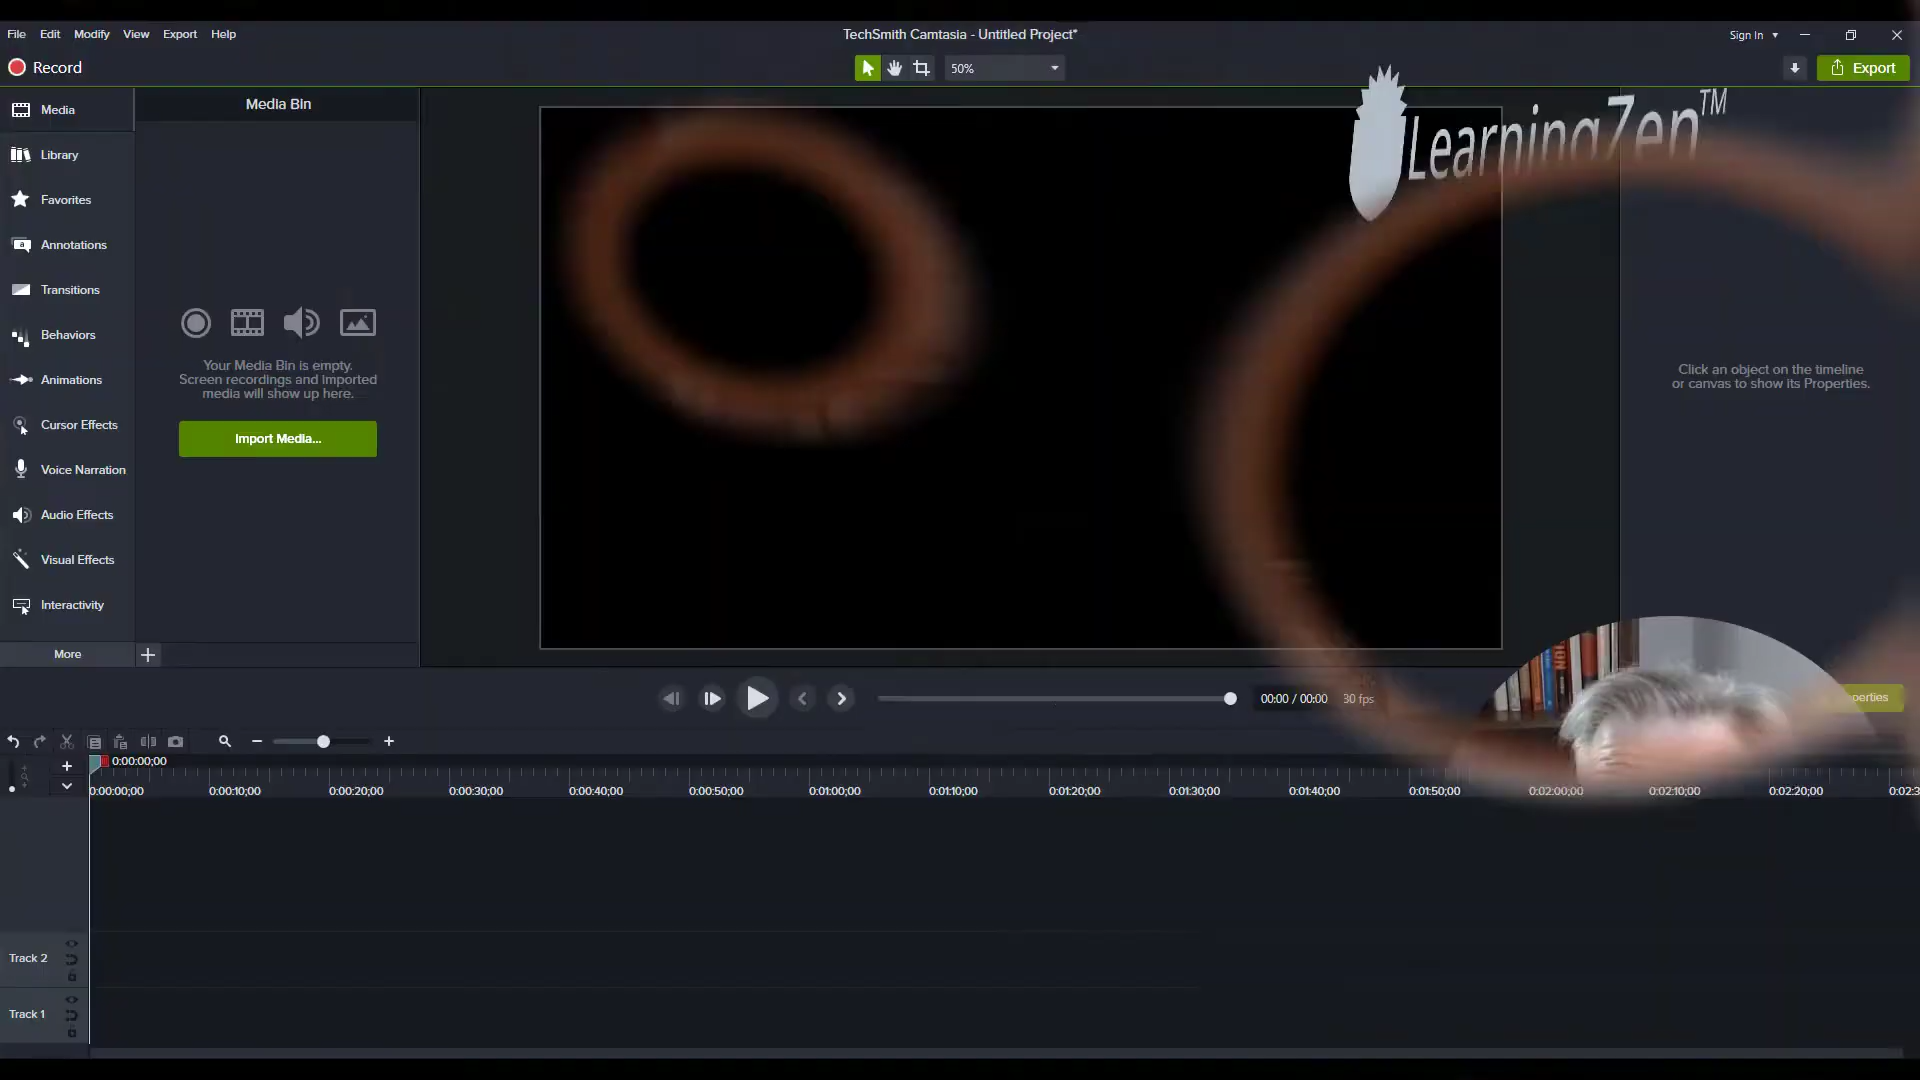 File Edit Modify View Export Help
TechSmith Camtasia - Untitled Project*
Sign In
Record
50%
Export
LearningZen™
Media
Media Bin
Library
Favorites
Annotations
Transitions
Behaviors
Animations
Cursor Effects
Voice Narration
Audio Effects
Visual Effects
Interactivity
More
Your Media Bin is empty.
Screen recordings and imported
media will show up here.
Import Media...
Click an object on the timeline
or canvas to show its Properties.
00:00 / 00:00
30 fps
perties
0:00:00;00
0:00:00;00 0:00:10;00 0:00:20;00 0:00:30;00 0:00:40;00 0:00:50;00 0:01:00;00 0:01:10;00 0:01:20;00 0:01:30;00 0:01:40;00 0:01:50;00 0:02:00;00 0:02:10;00 0:02:20;00 0:02:3
Track 2
Track 1